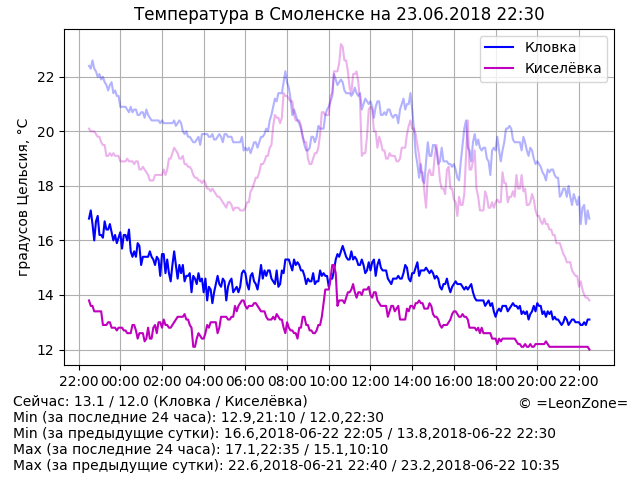 Температура в Смоленске на 23.06.2018 22:30
Кловка
Киселёвка
градусов Цельсия, °C
22
20
18
16
14
12
22:00 00:00 02:00 04:00 06:00 08:00 10:00 12:00 14:00 16:00 18:00 20:00 22:00
Сейчас: 13.1 / 12.0 (Кловка / Киселёвка)
© =LeonZone=
Min (за последние 24 часа): 12.9,21:10 / 12.0,22:30
Min (за предыдущие сутки): 16.6,2018-06-22 22:05 / 13.8,2018-06-22 22:30
Max (за последние 24 часа): 17.1,22:35 / 15.1,10:10
Max (за предыдущие сутки): 22.6,2018-06-21 22:40 / 23.2,2018-06-22 10:35